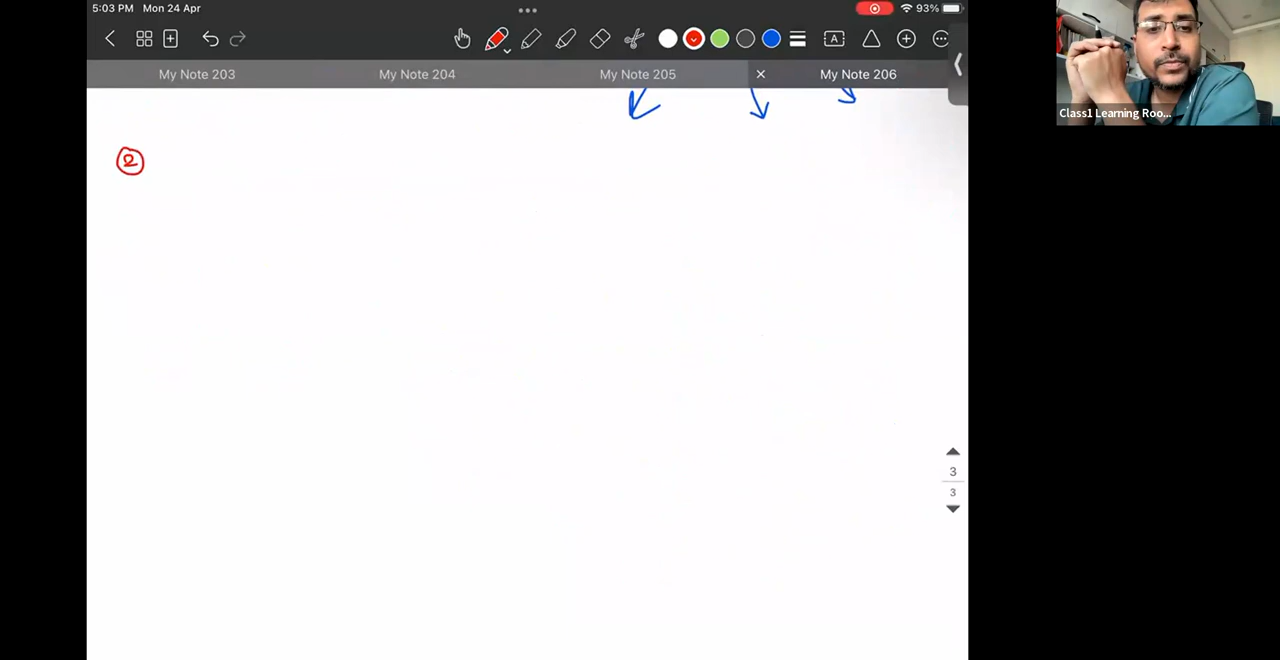 5:03 PM Mon 24 Apr
93%
A
My Note 203
My Note 204
My Note 205
My Note 206
Class1 Learning Roo...
2
3
3